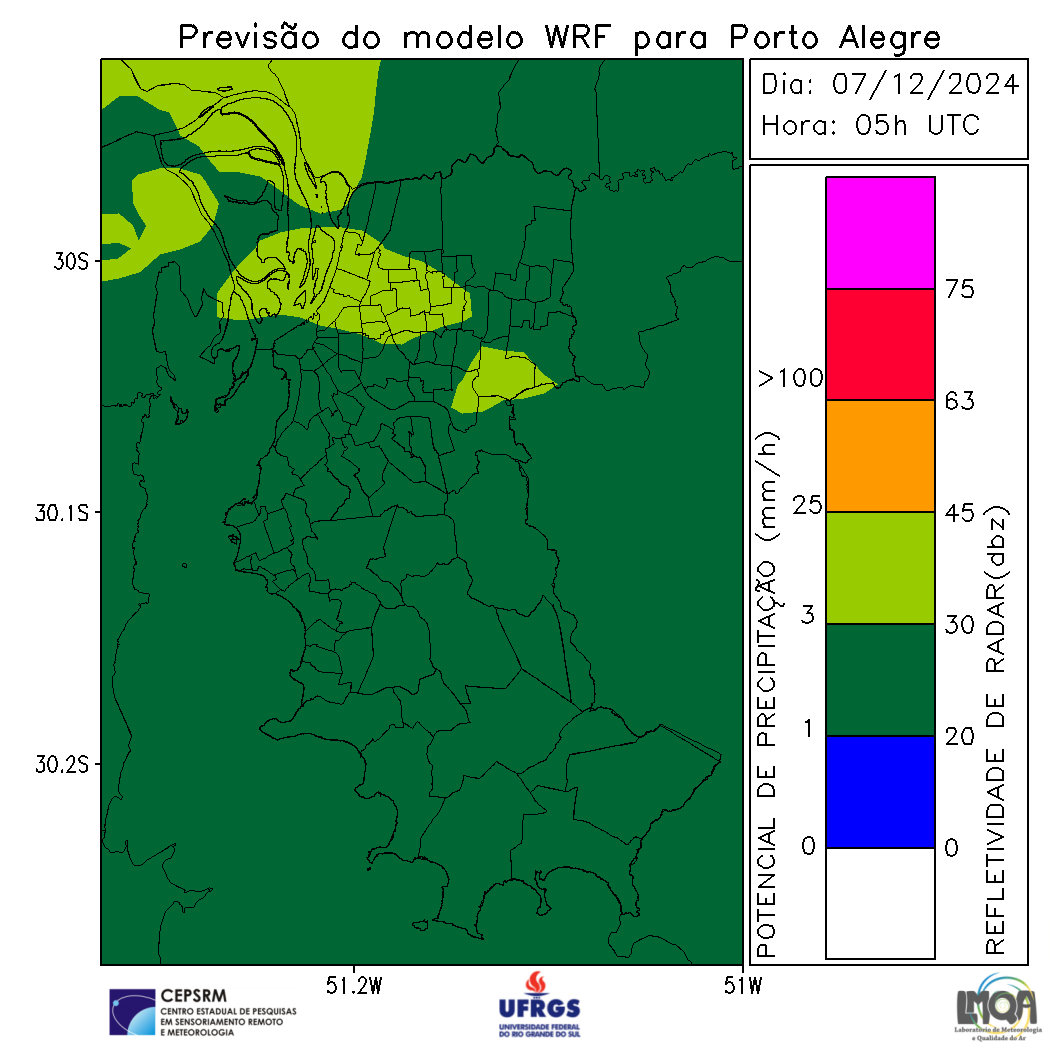 Previsão do modelo WRF para Porto Alegre
Dia: 07/12/2024
Hora: 05h UTC
30S
30.1S
30.2S
51.2W
51W
POTENCIAL DE PRECIPITAÇÃO (mm/h)
>100
25
3
1
0
75
63
45
30
20
0
REFLETIVIDADE DE RADAR(dbz)
CEPSRM
CENTRO ESTADUAL DE PESQUISAS
EM SENSORIAMENTO REMOTO
E METEOROLOGIA
UFRGS
UNIVERSIDADE FEDERAL
DO RIO GRANDE DO SUL
LMQA
Laboratório de Meteorologia
e Qualidade do Ar